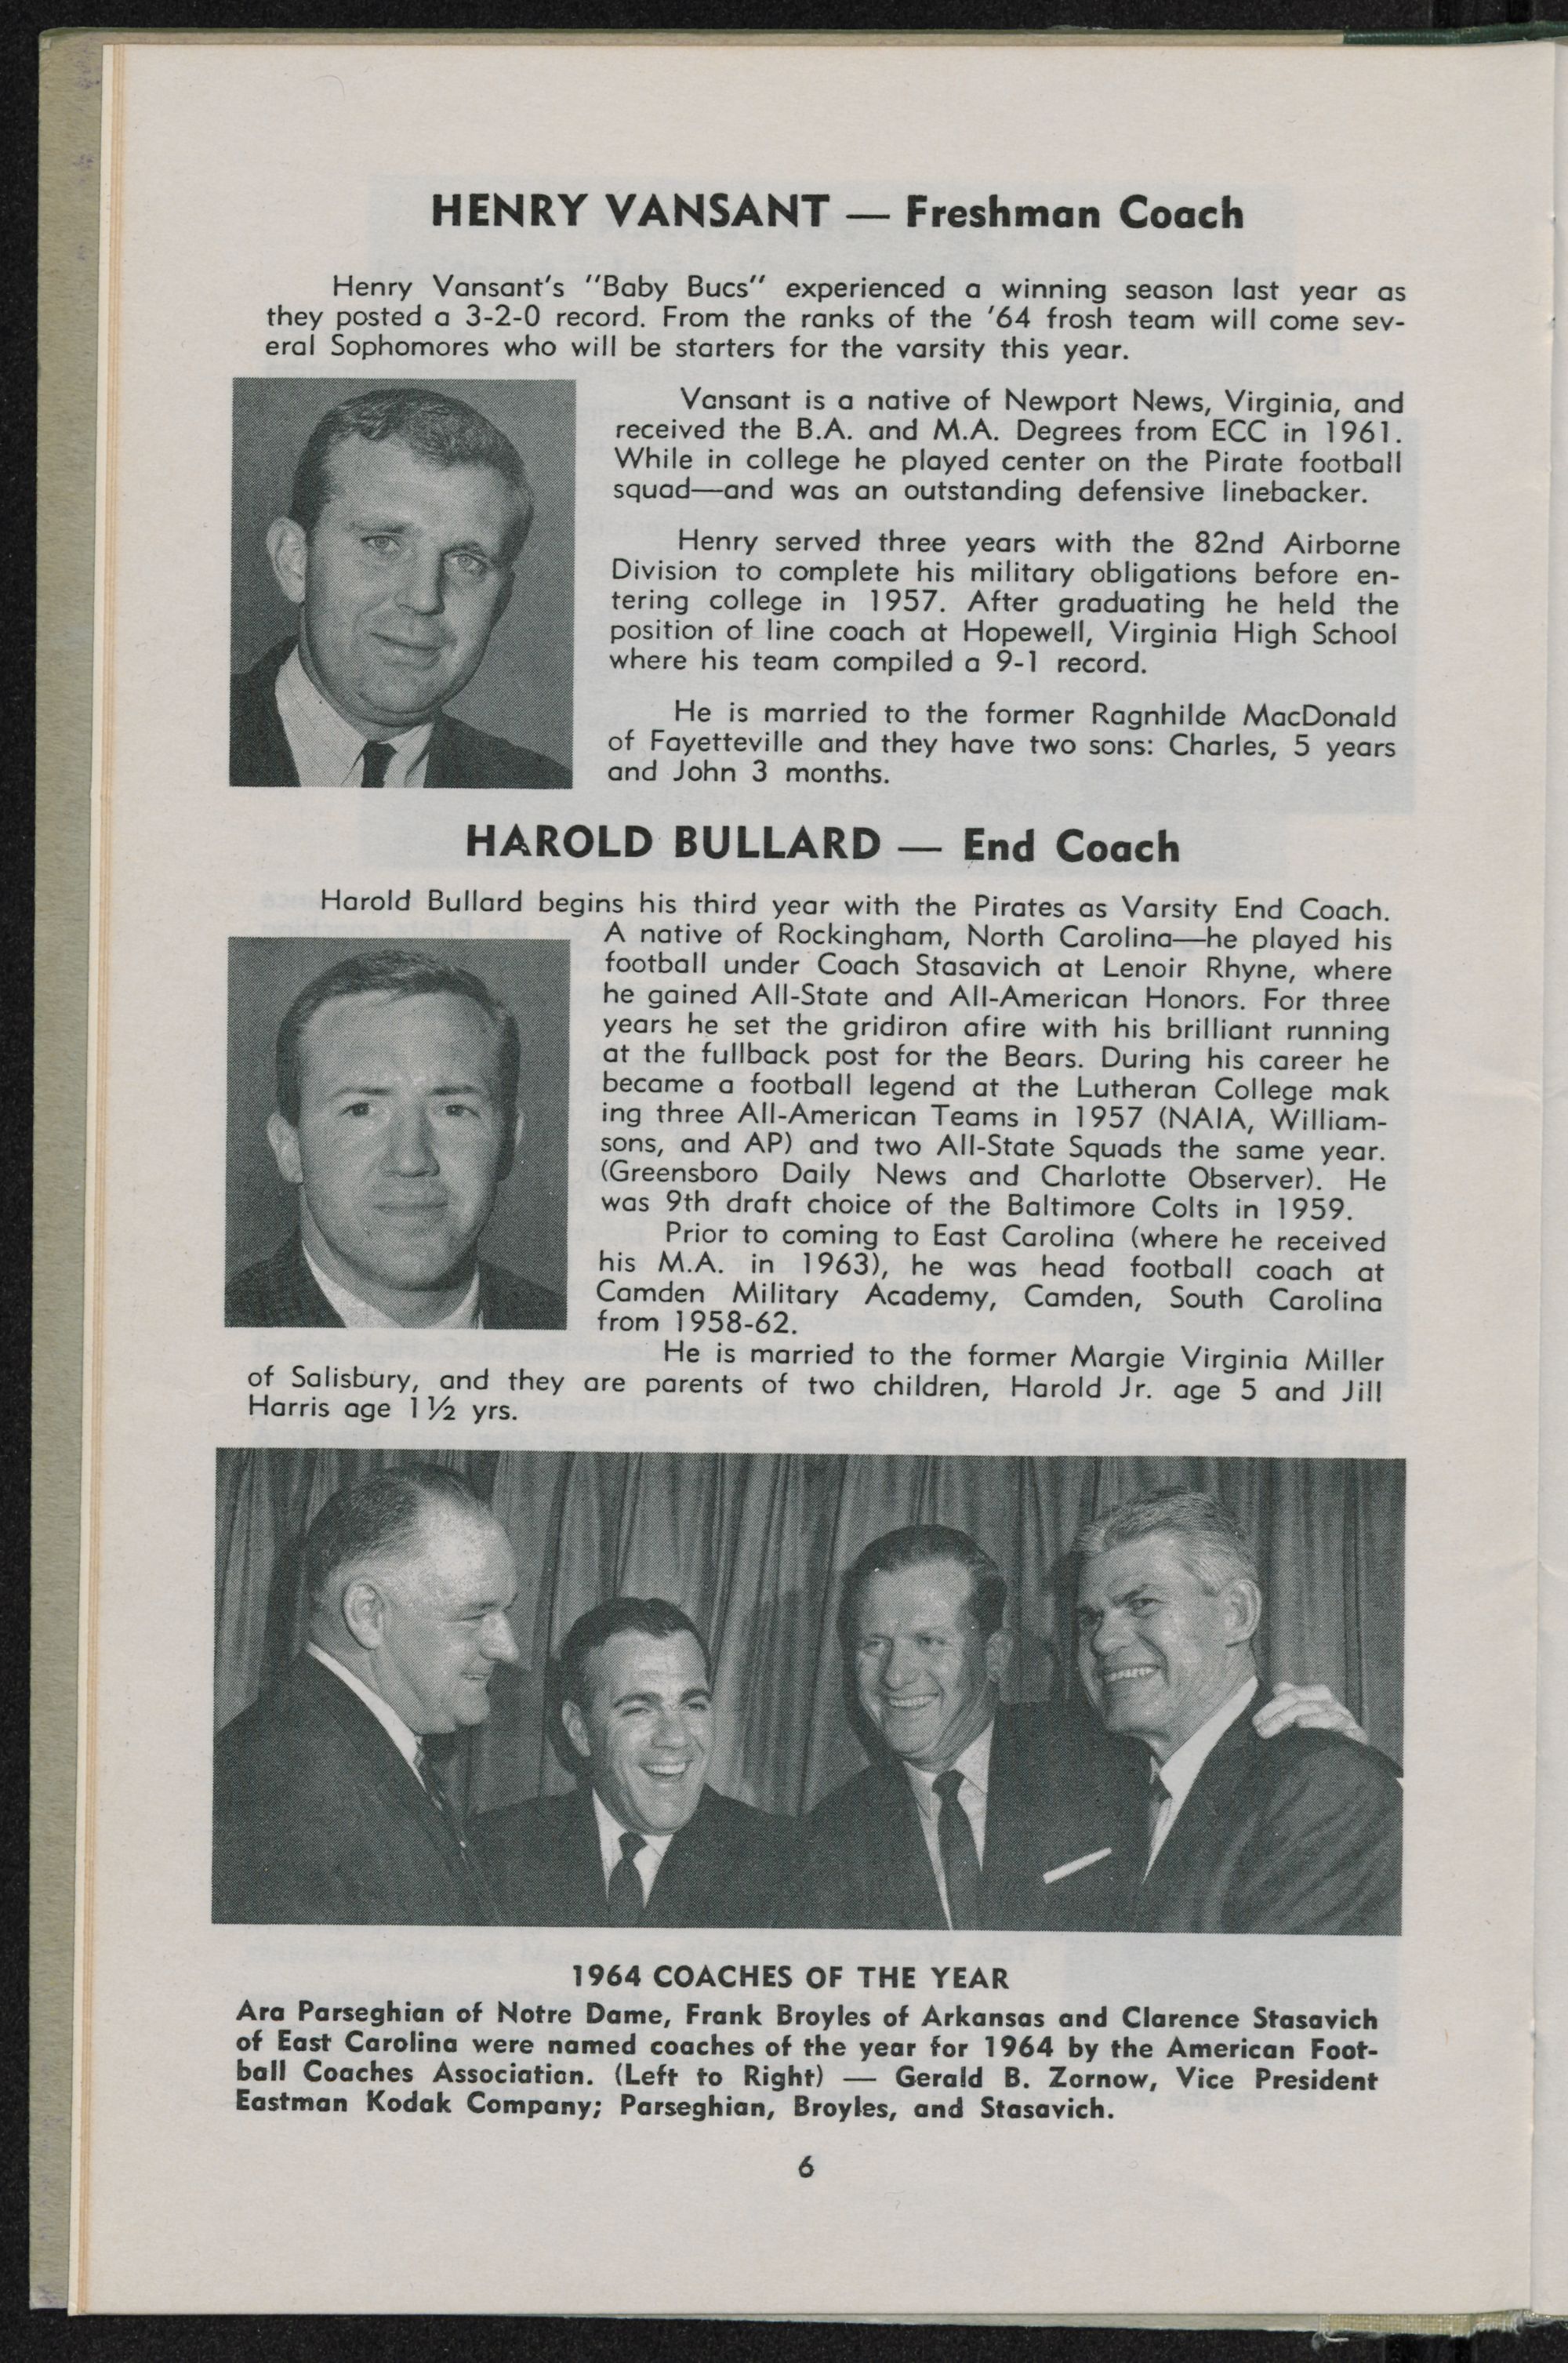 HENRY VANSANT — Freshman Coach
Henry Vansant's "Baby Bucs" experienced a winning season last year as
they posted a 3-2-0 record. From the ranks of the '64 frosh team will come sev-
eral Sophomores who will be starters for the varsity this year.
Vansant is a native of Newport News, Virginia, and
received the B.A. and M.A. Degrees from ECC in 1961.
While in college he played center on the Pirate football
squad—and was an outstanding defensive linebacker.
Henry served three years with the 82nd Airborne
Division to complete his military obligations before en-
tering college in 1957. After graduating he held the
position of line coach at Hopewell, Virginia High School
where his team compiled a 9-1 record.
He is married to the former Ragnhilde MacDonald
of Fayetteville and they have two sons: Charles, 5 years
and John 3 months.
HAROLD BULLARD — End Coach
Harold Bullard begins his third year with the Pirates as Varsity End Coach.
A native of Rockingham, North Carolina—he played his
football under Coach Stasavich at Lenoir Rhyne, where
he gained All-State and All-American Honors. For three
years he set the gridiron afire with his brilliant running
at the fullback post for the Bears. During his career he
became a football legend at the Lutheran College mak
ing three All-American Teams in 1957 (NAIA, William-
sons, and AP) and two All-State Squads the same year.
(Greensboro Daily News and Charlotte Observer). He
was 9th draft choice of the Baltimore Colts in 1959.
Prior to coming to East Carolina (where he received
his M.A. in 1963), he was head football coach at
Camden Military Academy, Camden, South Carolina
from 1958-62.
He is married to the former Margie Virginia Miller
of Salisbury, and they are parents of two children, Harold Jr. age 5 and Jill
Harris age 1½ yrs.
1964 COACHES OF THE YEAR
Ara Parseghian of Notre Dame, Frank Broyles of Arkansas and Clarence Stasavich
of East Carolina were named coaches of the year for 1964 by the American Foot-
ball Coaches Association. (Left to Right) — Gerald B. Zornow, Vice President
Eastman Kodak Company; Parseghian, Broyles, and Stasavich.
6